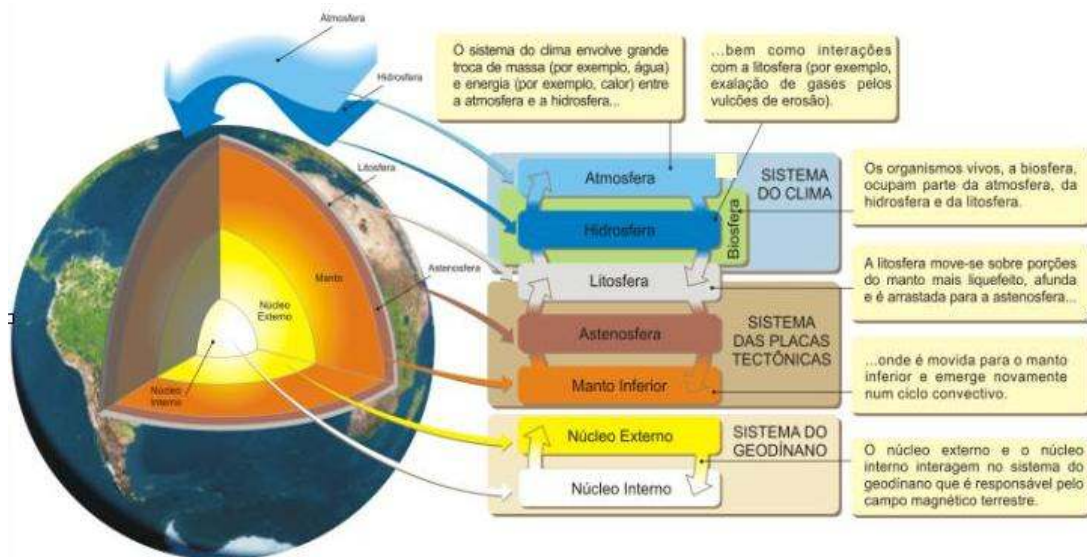 Atmosfera
Hidrosfera
Litosfera
Manto
Astenosfera
Núcleo
Externo
Núcleo
Interno
O sistema do clima envolve grande
troca de massa (por exemplo, água)
e energia (por exemplo, calor) entre
a atmosfera e a hidrosfera...
...bem como interações
com a litosfera (por exemplo,
exalação de gases pelos
vulcões de erosão).
Atmosfera
Hidrosfera
Biosfera
SISTEMA
DO CLIMA
Litosfera
Astenosfera
Manto Inferior
SISTEMA
DAS PLACAS
TECTÔNICAS
Núcleo Externo
Núcleo Interno
SISTEMA DO
GEODÍNANO
Os organismos vivos, a biosfera,
ocupam parte da atmosfera, da
hidrosfera e da litosfera.
A litosfera move-se sobre porções
do manto mais liquefeito, afunda
e é arrastada para a astenosfera...
...onde é movida para o manto
inferior e emerge novamente
num ciclo convectivo.
O núcleo externo e o núcleo
interno interagem no sistema do
geodínano que é responsável pelo
campo magnético terrestre.